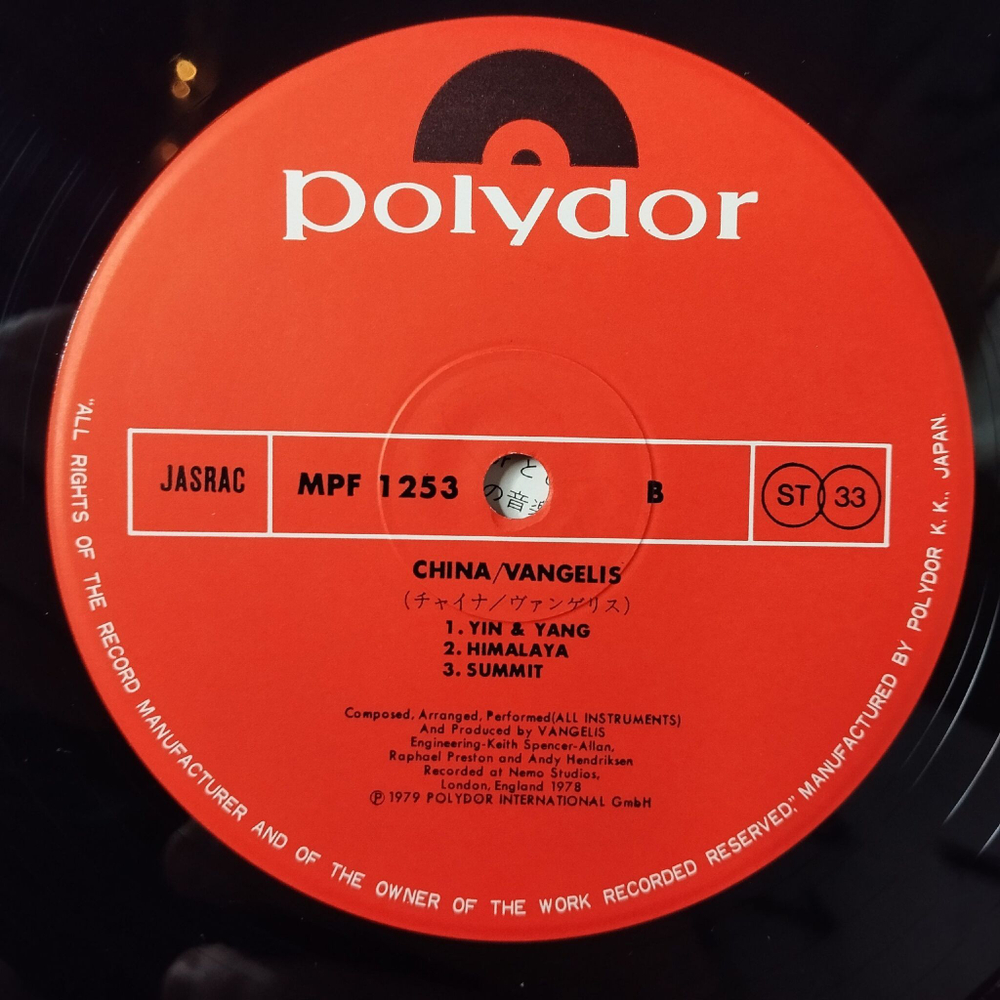 polydor
JASRAC
MPF 1253
B
ST 33
CHINA/VANGELIS
(チャイナ/ヴァンゲリス)
1. YIN & YANG
2. HIMALAYA
3. SUMMIT
Composed, Arranged, Performed(ALL INSTRUMENTS)
And Produced by VANGELIS
Engineering-Keith Spencer-Allan,
Raphael Preston and Andy Hendriksen
Recorded at Nemo Studios,
London, England 1978
Ⓟ 1979 POLYDOR INTERNATIONAL GmbH
"ALL RIGHTS OF THE RECORD MANUFACTURER AND OF THE OWNER OF THE WORK RECORDED RESERVED," MANUFACTURED BY POLYDOR K. K., JAPAN.
の音